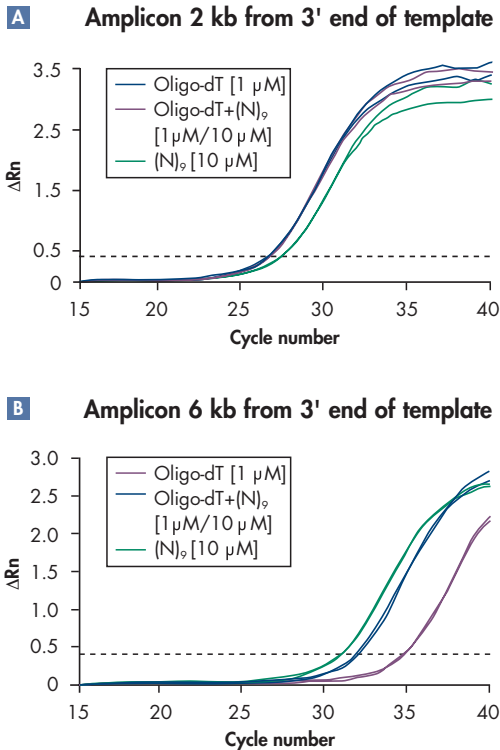 A Amplicon 2 kb from 3' end of template
3.5
2.5
1.5
0.5
0
ΔRn
Oligo-dT [1 µM]
Oligo-dT+(N)₉
[1µM/10 µM]
(N)₉ [10 µM]
15 20 25 30 35 40
Cycle number
B Amplicon 6 kb from 3' end of template
3.0
2.5
2.0
1.5
1.0
0.5
0
ΔRn
Oligo-dT [1 µM]
Oligo-dT+(N)₉
[1µM/10 µM]
(N)₉ [10 µM]
15 20 25 30 35 40
Cycle number